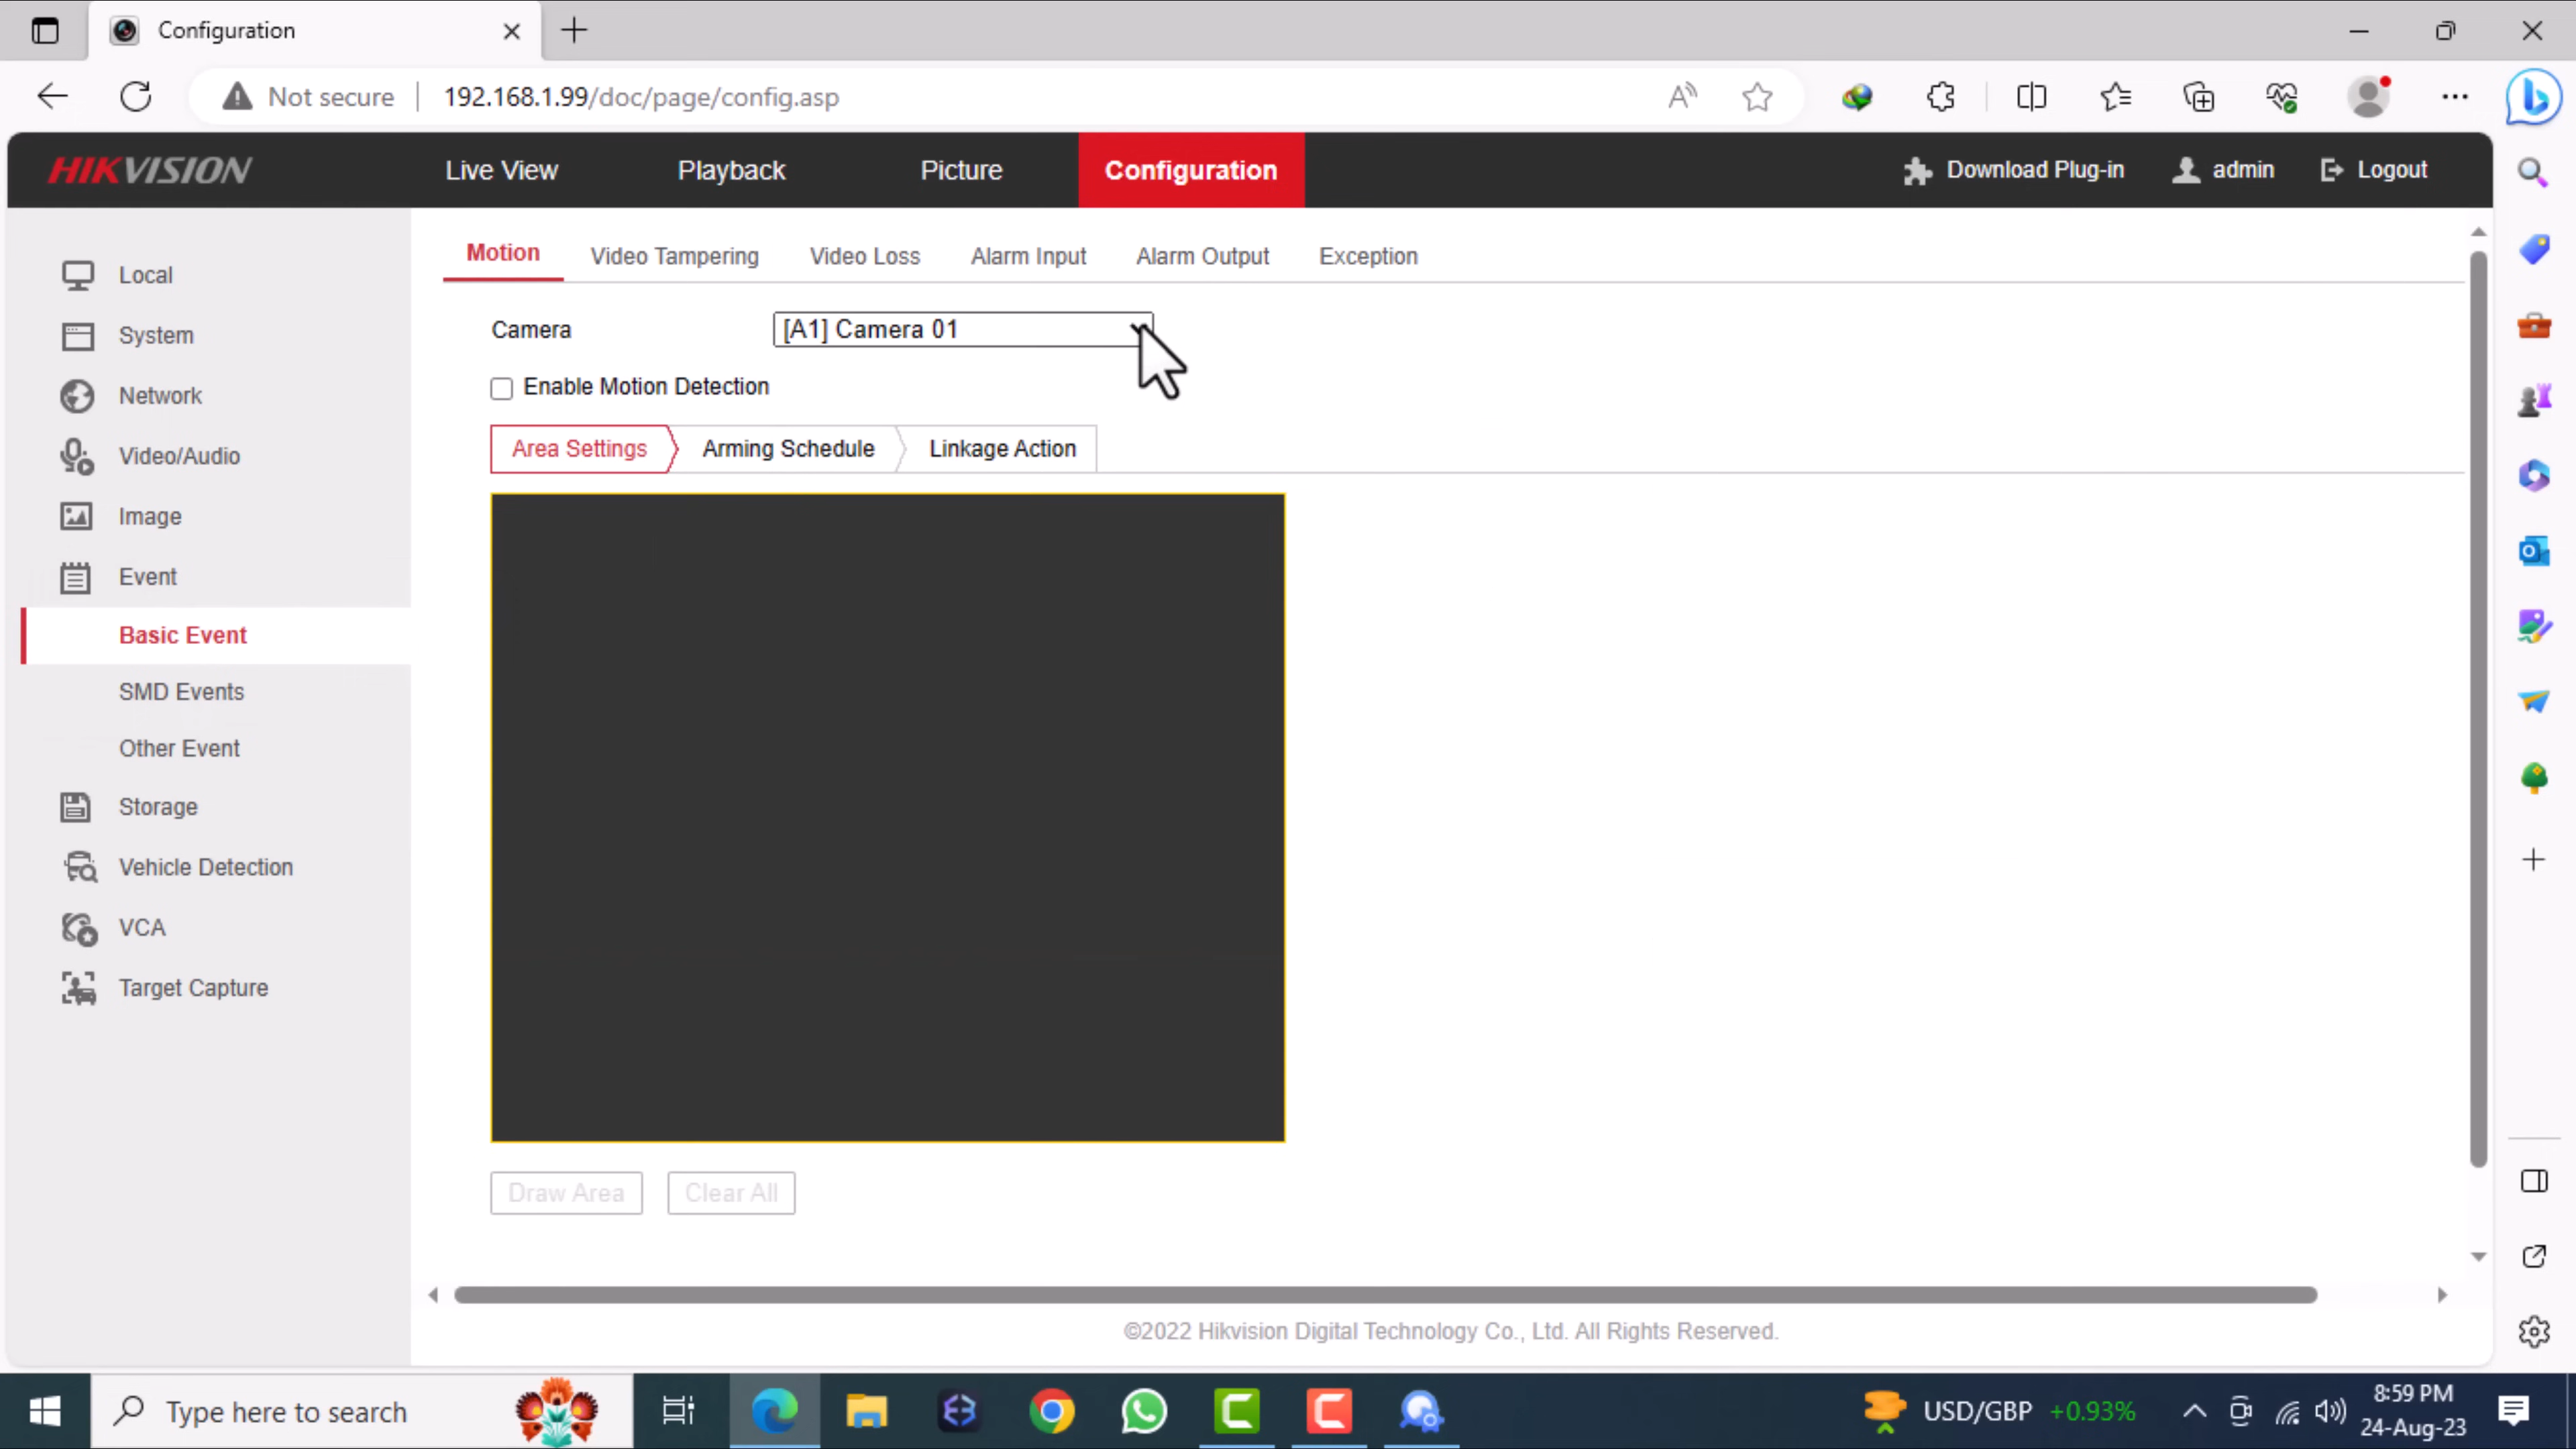 Configuration
Not secure
192.168.1.99/doc/page/config.asp
HIKVISION
Live View
Playback
Picture
Configuration
Download Plug-in
admin
Logout
Local
System
Network
Video/Audio
Image
Event
Basic Event
SMD Events
Other Event
Storage
Vehicle Detection
VCA
Target Capture
Motion
Video Tampering
Video Loss
Alarm Input
Alarm Output
Exception
Camera
[A1] Camera 01
Enable Motion Detection
Area Settings
Arming Schedule
Linkage Action
Draw Area
Clear All
©2022 Hikvision Digital Technology Co., Ltd. All Rights Reserved.
Type here to search
USD/GBP +0.93%
8:59 PM
24-Aug-23